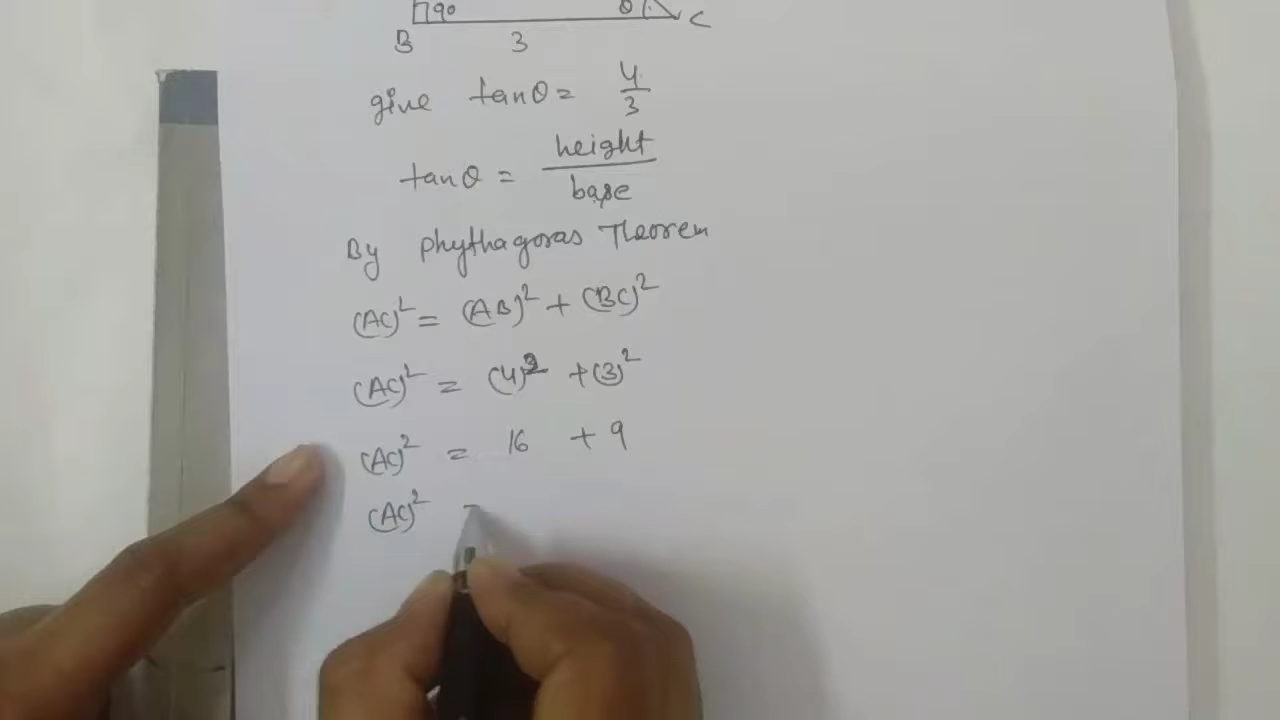 90 θ C
B 3
give tanθ = 4/3
tanθ = height/base
By Phythagoras Theorem
(AC)² = (AB)² + (BC)²
(AC)² = (4)² + (3)²
(AC)² = 16 + 9
(AC)² =